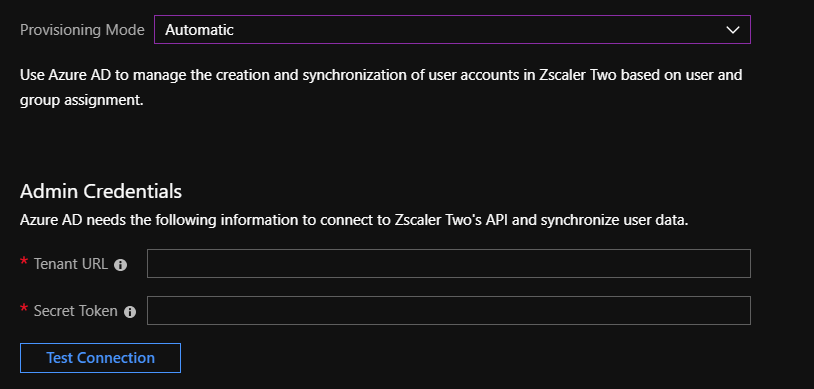 Provisioning Mode Automatic
Use Azure AD to manage the creation and synchronization of user accounts in Zscaler Two based on user and
group assignment.
Admin Credentials
Azure AD needs the following information to connect to Zscaler Two's API and synchronize user data.
* Tenant URL
* Secret Token
Test Connection